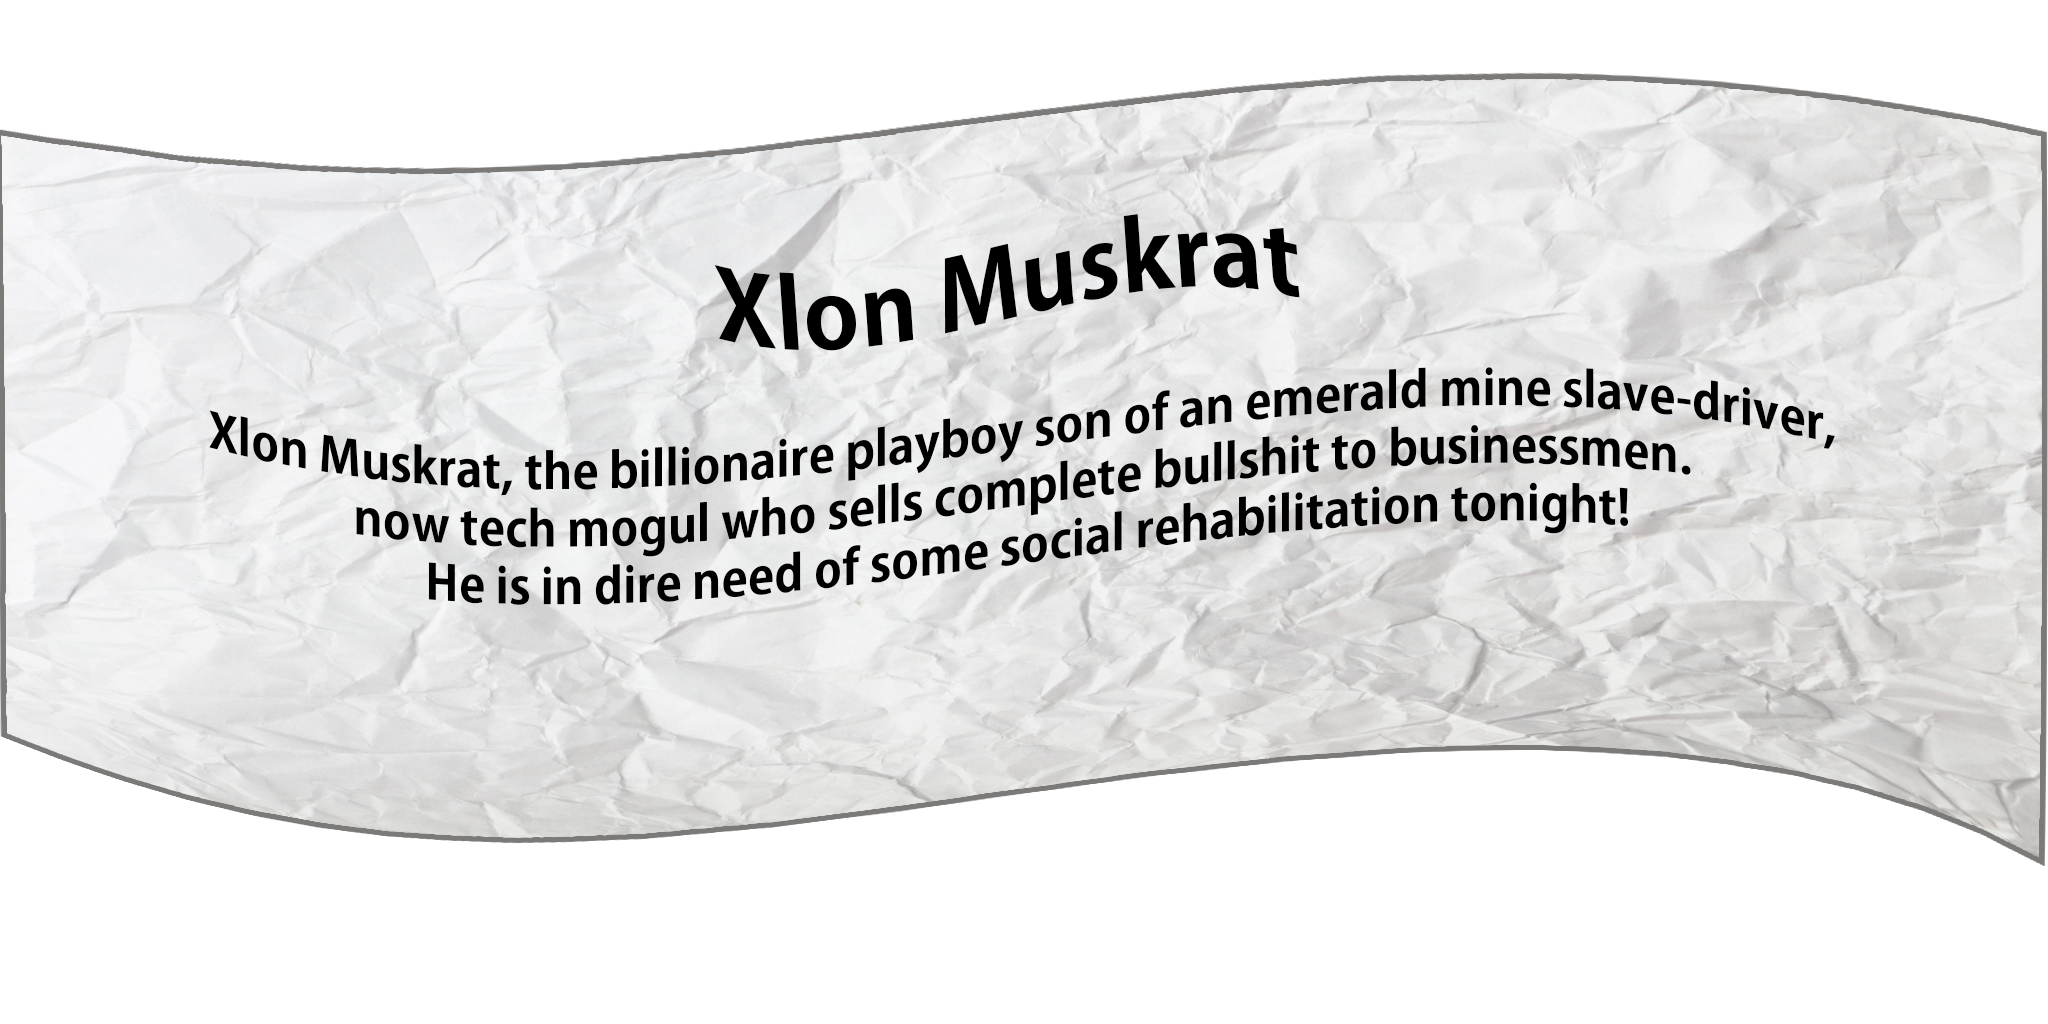 Xlon Muskrat
Xlon Muskrat, the billionaire playboy son of an emerald mine slave-driver,
now tech mogul who sells complete bullshit to businessmen.
He is in dire need of some social rehabilitation tonight!